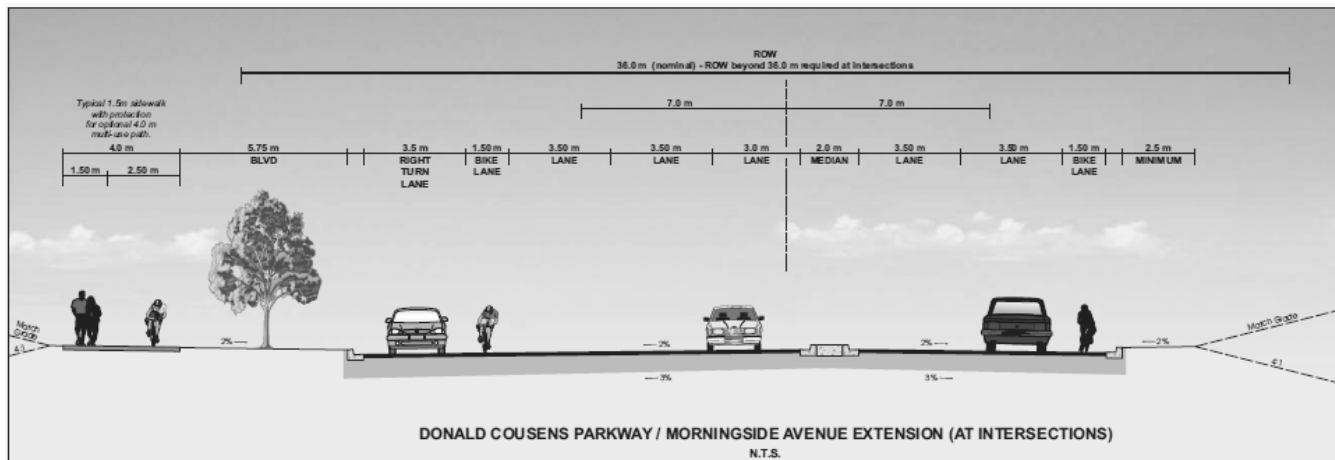 ROW
36.0 m (nominal) - ROW beyond 36.0 m required at intersections
7.0 m 7.0 m
Typical 1.5m sidewalk
with protection
for optional 4.0 m
multi-use path.
4.0 m 5.75 m 3.5 m 1.50 m 3.50 m 3.50 m 3.0 m 2.0 m 3.50 m 3.50 m 1.50 m 2.5 m
BLVD RIGHT BIKE LANE LANE LANE MEDIAN LANE LANE BIKE MINIMUM
1.50 m 2.50 m TURN LANE LANE
LANE
Match Grade
4:1
2%
2%
2%
2%
Match Grade
4:1
3%
3%
DONALD COUSENS PARKWAY / MORNINGSIDE AVENUE EXTENSION (AT INTERSECTIONS)
N.T.S.